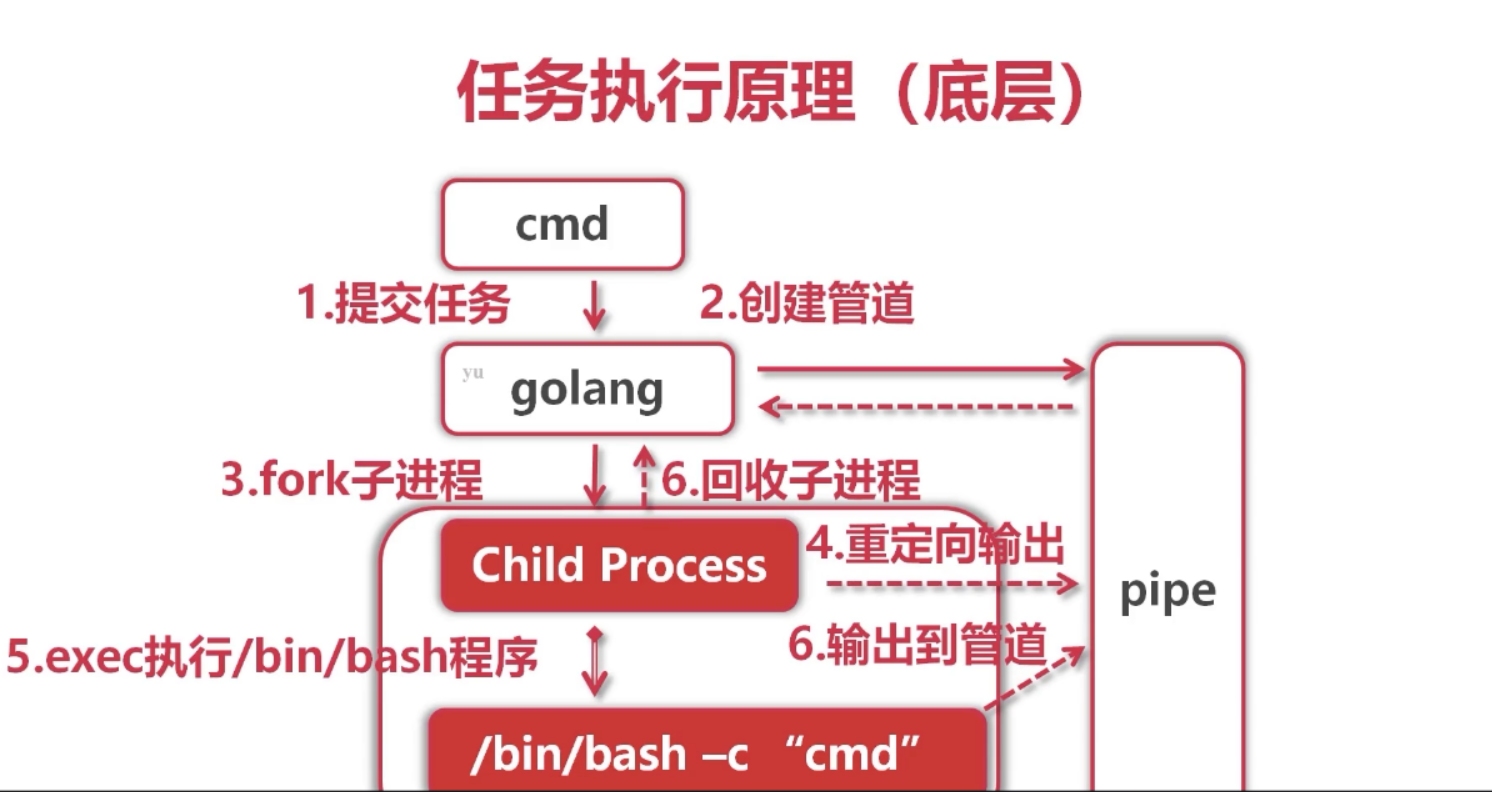 任务执行原理（底层）
cmd
1.提交任务
2.创建管道
yu
golang
3.fork子进程
6.回收子进程
Child Process
4.重定向输出
pipe
5.exec执行/bin/bash程序
6.输出到管道
/bin/bash –c “cmd”